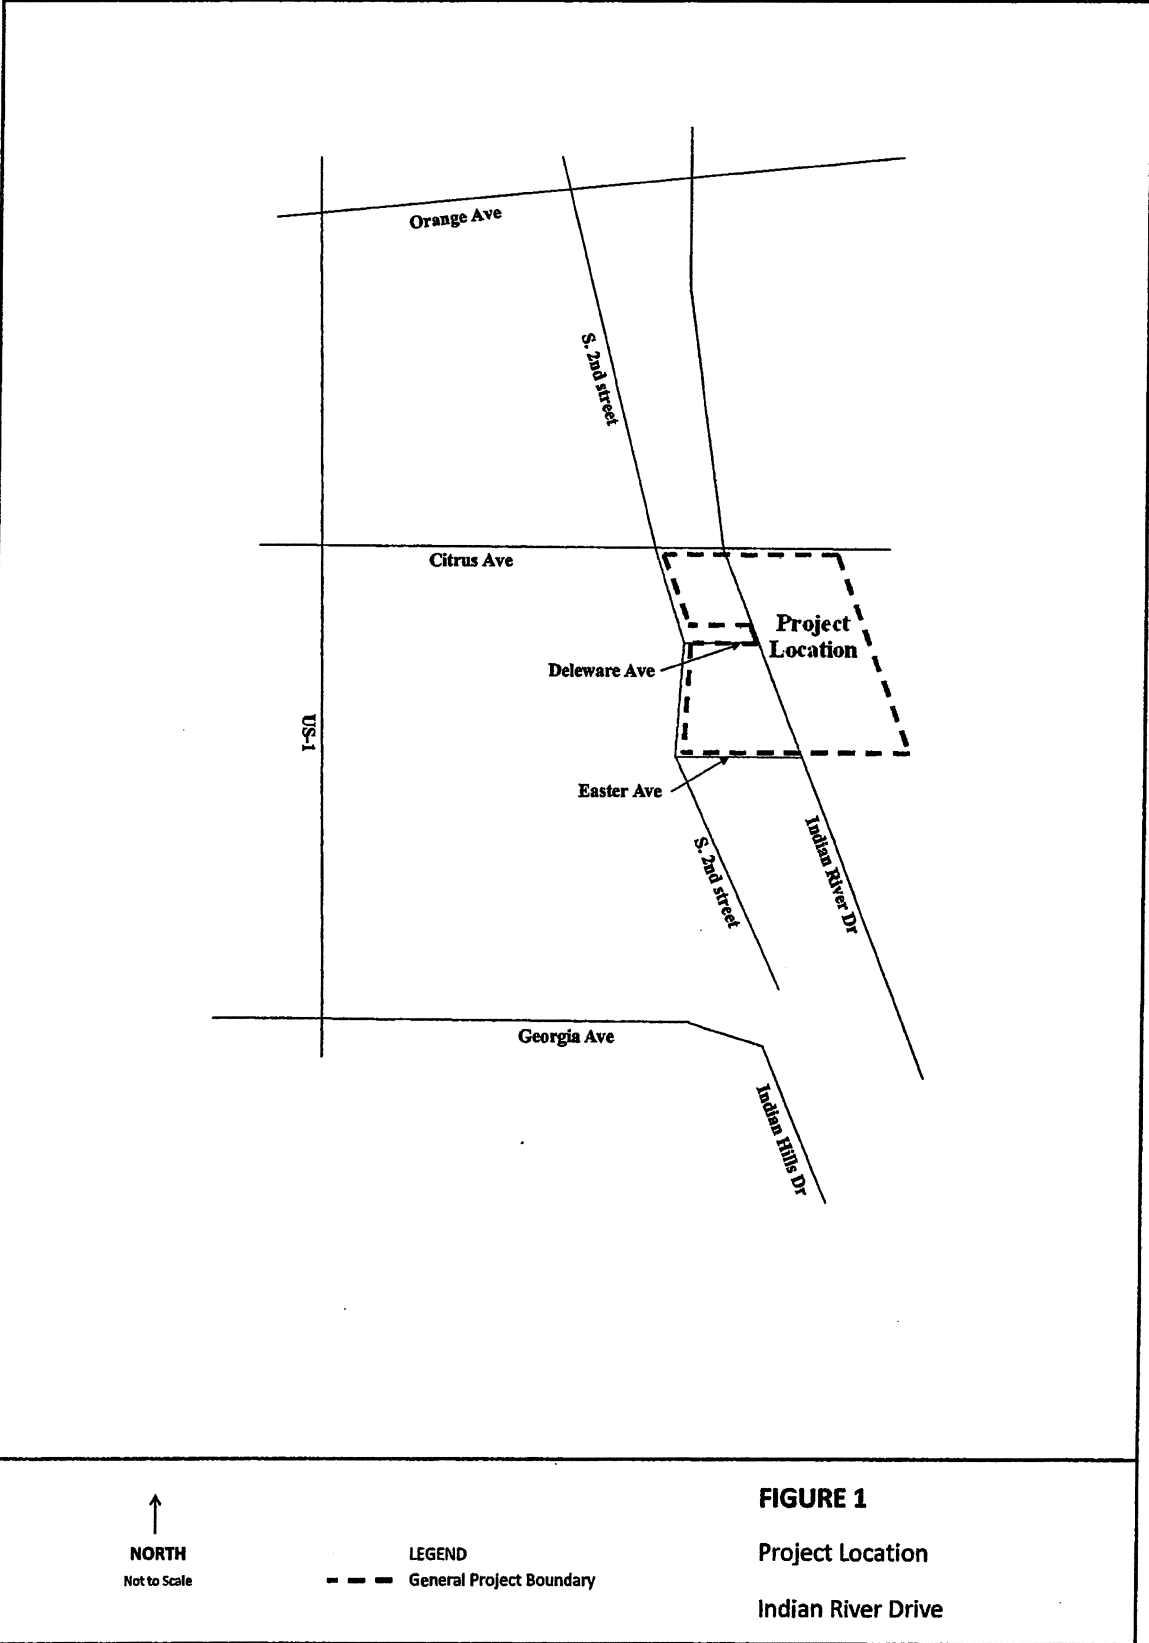 Orange Ave
S. 2nd street
Citrus Ave
Project
Location
Deleware Ave
US-1
Easter Ave
Indian River Dr
S. 2nd street
Georgia Ave
Indian Hills Dr
NORTH
Not to Scale
LEGEND
General Project Boundary
FIGURE 1
Project Location
Indian River Drive